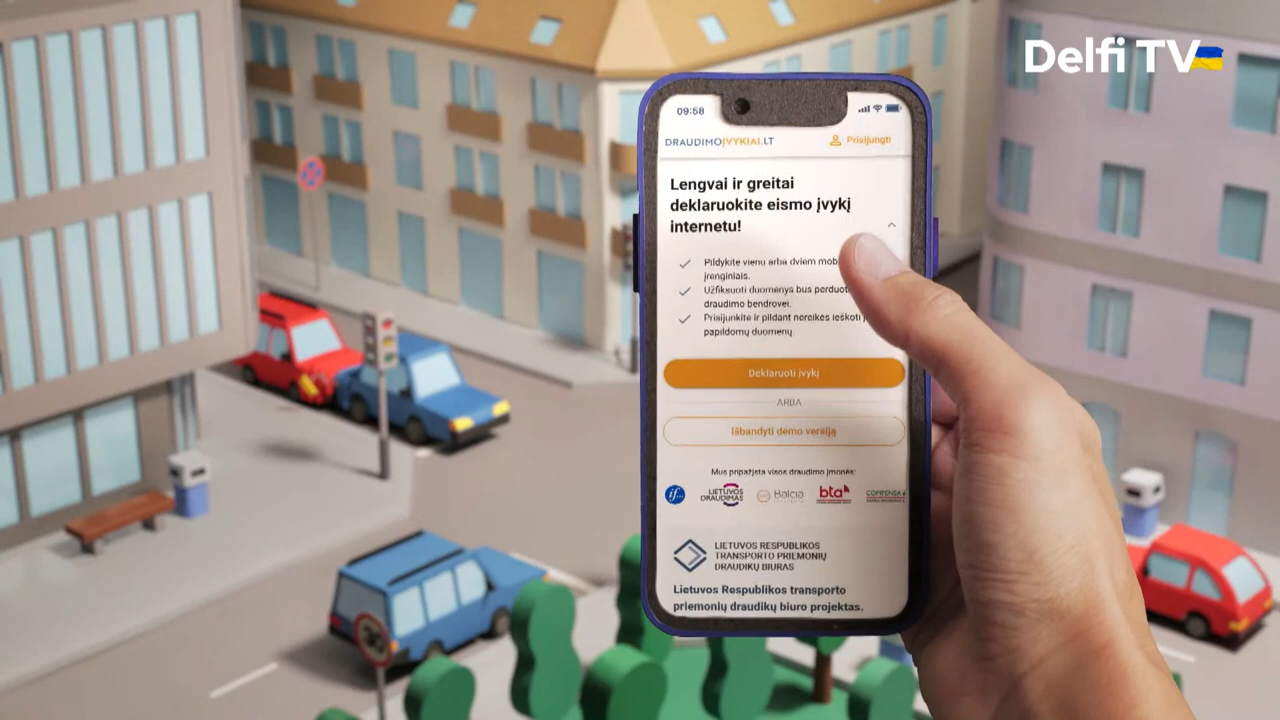 Delfi TV
09:58
DRAUDIMOĮVYKIAI.LT
Prisijungti
Lengvai ir greitai
deklaruokite eismo įvykį
internetu!
Pildykite vienu arba dviem
įrenginiais.
Užfiksuoti duomenys bus
draudimo bendrovei.
Prisijunkite ir pildant nereikės ieškoti
papildomų duomenų
Deklaruoti įvykį
ARBA
Išbandyti demo versiją
Mus pripažįsta visos draudimo įmonės:
if...
LIETUVOS
DRAUDIMAS
Balcia
bta
COMPENSA
LIETUVOS RESPUBLIKOS
TRANSPORTO PRIEMONIŲ
DRAUDIKŲ BIURAS
Lietuvos Respublikos transporto
priemonių draudikų biuro projektas.